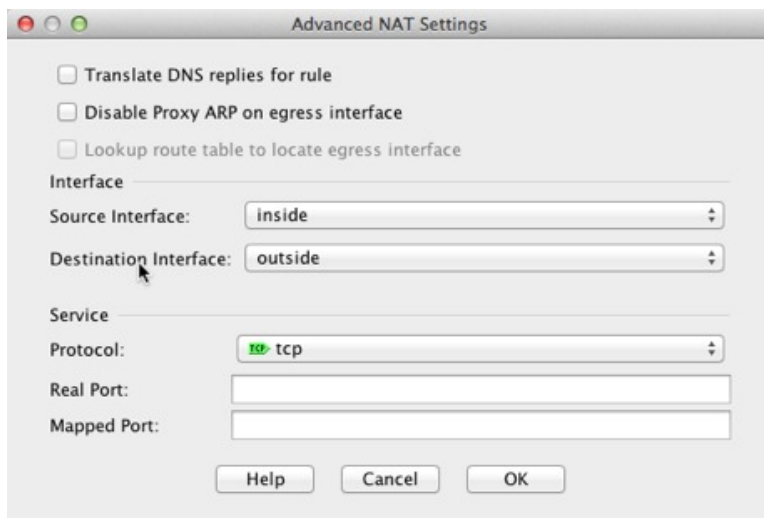 Advanced NAT Settings
Translate DNS replies for rule
Disable Proxy ARP on egress interface
Lookup route table to locate egress interface
Interface
Source Interface: inside
Destination Interface: outside
Service
Protocol: TCP tcp
Real Port:
Mapped Port:
Help Cancel OK